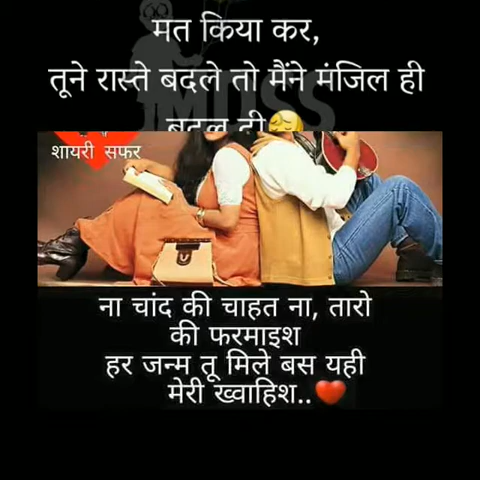 मत किया कर,
तूने रास्ते बदले तो मैंने मंजिल ही
बदल दी😔
शायरी सफर
ना चांद की चाहत ना, तारो
की फरमाइश
हर जन्म तू मिले बस यही
मेरी ख्वाहिश..❤️